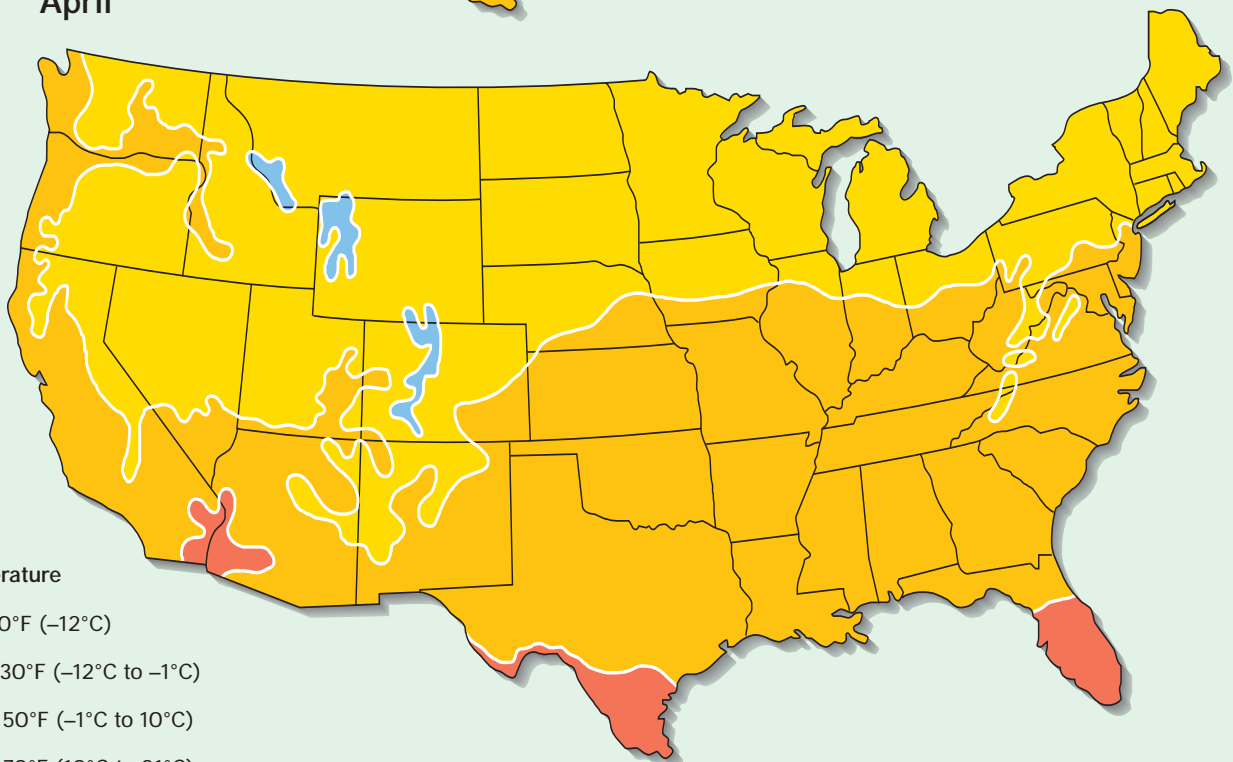 April
erature
0°F (–12°C)
30°F (–12°C to –1°C)
50°F (–1°C to 10°C)